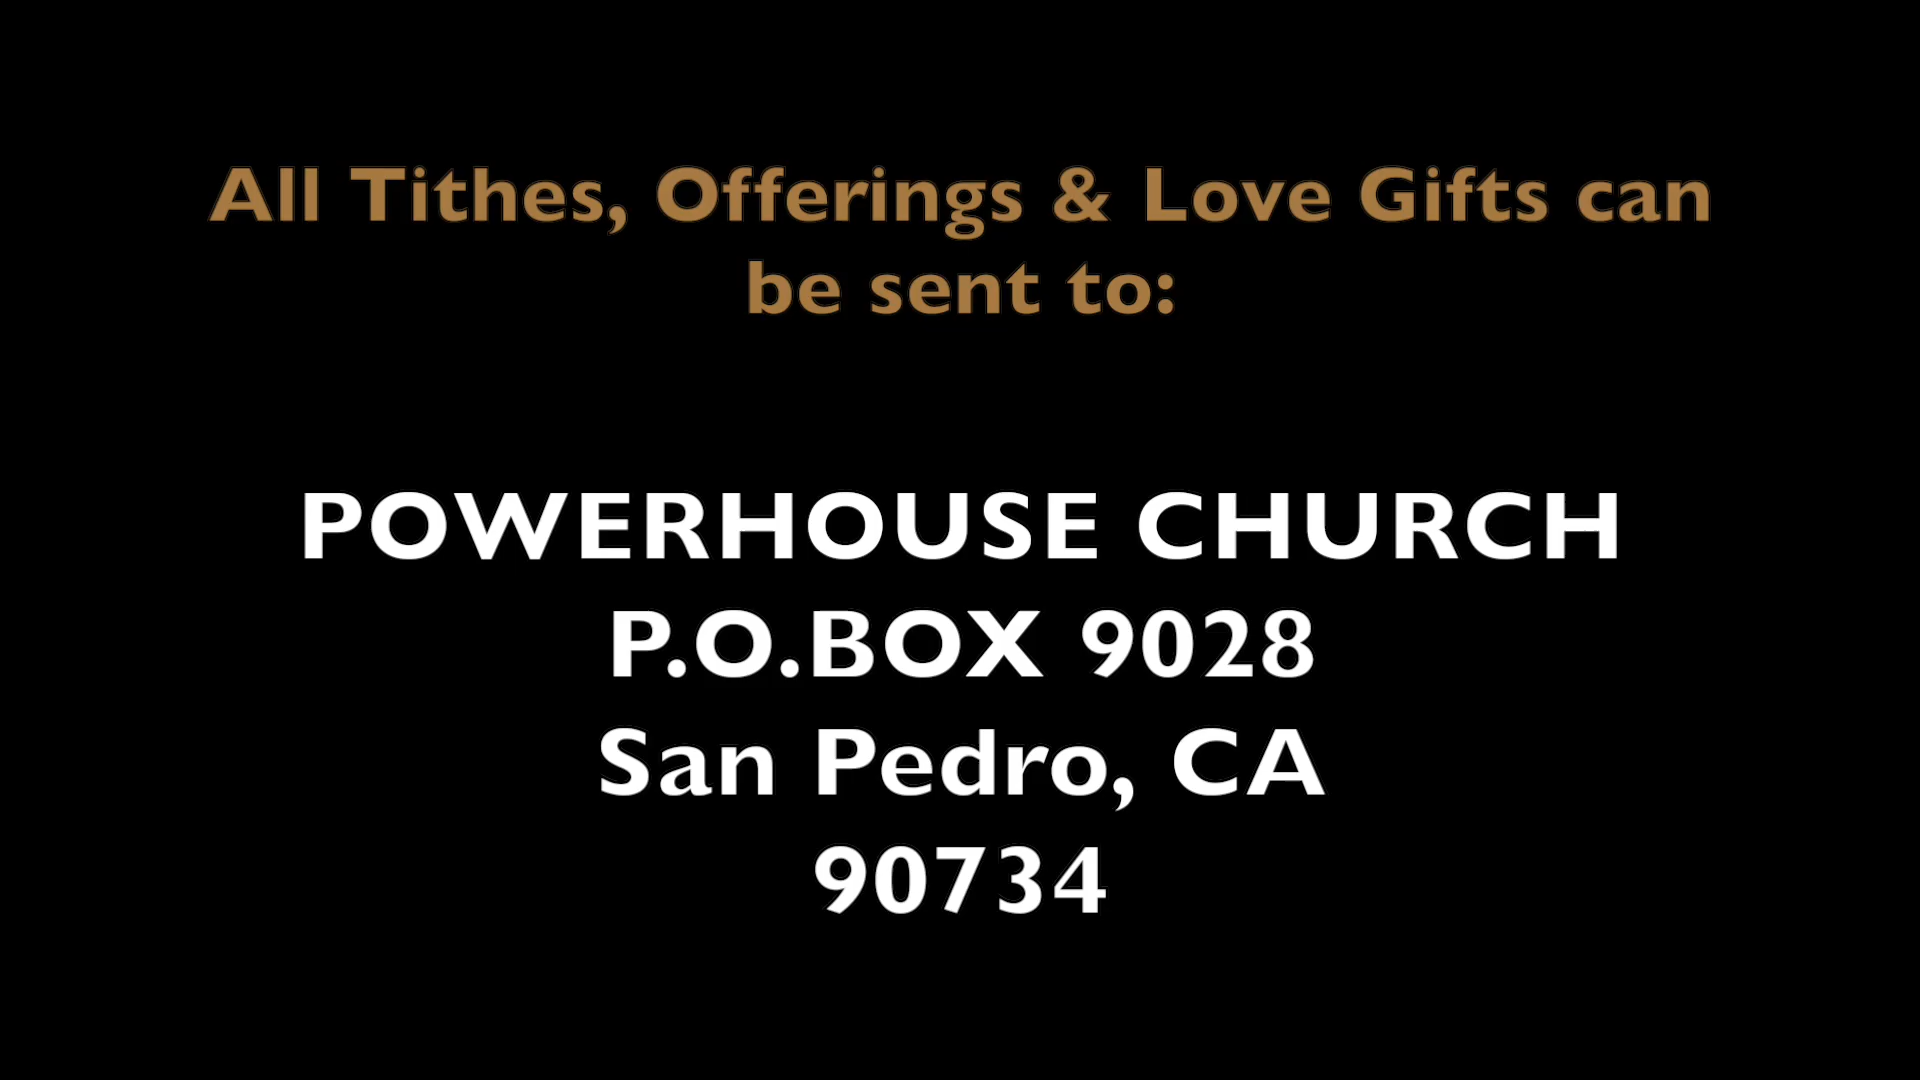 All Tithes, Offerings & Love Gifts can
be sent to:
POWERHOUSE CHURCH
P.O.BOX 9028
San Pedro, CA
90734